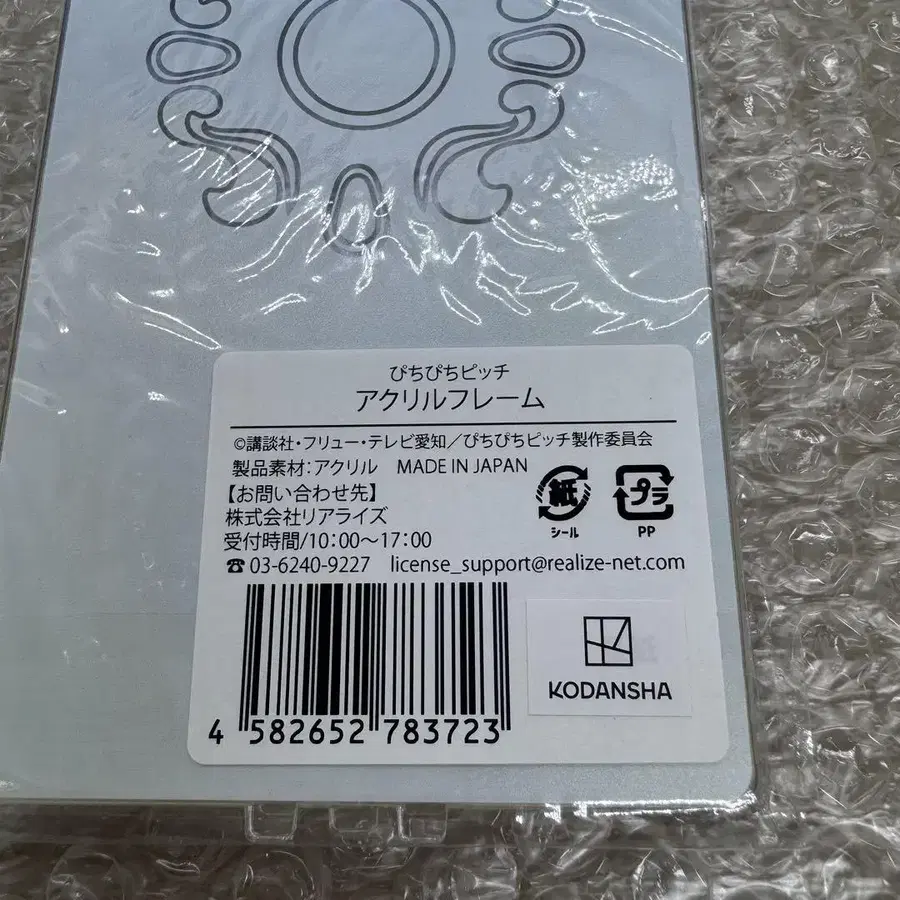 ぴちぴちピッチ
アクリルフレーム
©講談社・フリュー・テレビ愛知／ぴちぴちピッチ製作委員会
製品素材：アクリル　MADE IN JAPAN
【お問い合わせ先】
株式会社リアライズ
受付時間/10：00〜17：00
☎ 03-6240-9227　license_support@realize-net.com
紙
シール
プラ
PP
4 582652 783723
KODANSHA